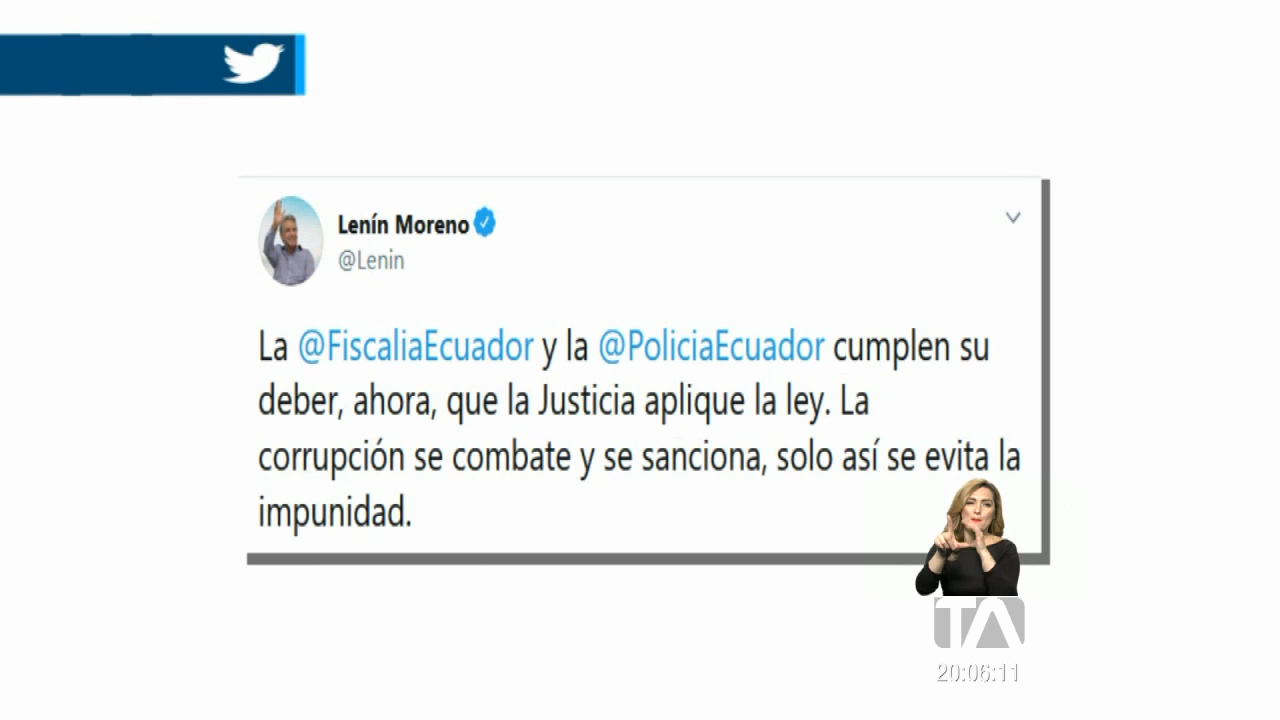 Lenín Moreno
@Lenin
La @FiscaliaEcuador y la @PoliciaEcuador cumplen su
deber, ahora, que la Justicia aplique la ley. La
corrupción se combate y se sanciona, solo así se evita la
impunidad.
TA
20:06:11